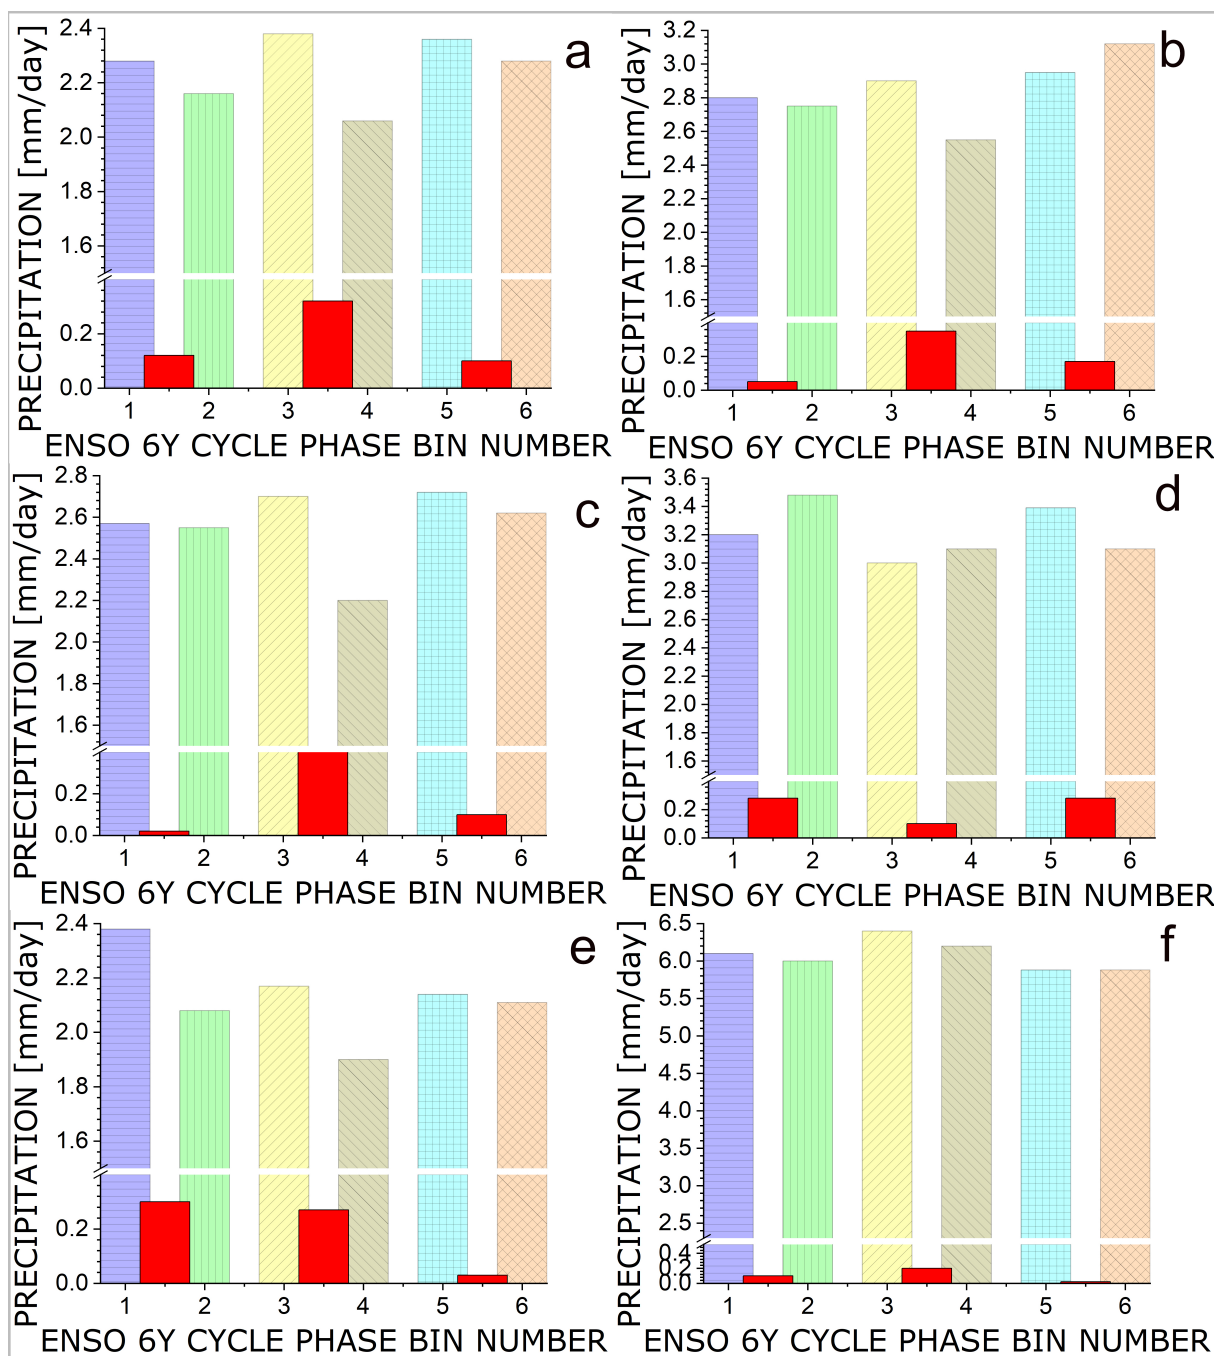 a
PRECIPITATION [mm/day]
2.4
2.2
2.0
1.8
1.6
0.2
0.0
1 2 3 4 5 6
ENSO 6Y CYCLE PHASE BIN NUMBER
b
PRECIPITATION [mm/day]
3.2
3.0
2.8
2.6
2.4
2.2
2.0
1.8
1.6
0.2
0.0
1 2 3 4 5 6
ENSO 6Y CYCLE PHASE BIN NUMBER
c
PRECIPITATION [mm/day]
2.8
2.6
2.4
2.2
2.0
1.8
1.6
0.2
0.0
1 2 3 4 5 6
ENSO 6Y CYCLE PHASE BIN NUMBER
d
PRECIPITATION [mm/day]
3.6
3.4
3.2
3.0
2.8
2.6
2.4
2.2
2.0
1.8
1.6
0.2
0.0
1 2 3 4 5 6
ENSO 6Y CYCLE PHASE BIN NUMBER
e
PRECIPITATION [mm/day]
2.4
2.2
2.0
1.8
1.6
0.2
0.0
1 2 3 4 5 6
ENSO 6Y CYCLE PHASE BIN NUMBER
f
PRECIPITATION [mm/day]
6.5
6.0
5.5
5.0
4.5
4.0
3.5
3.0
2.5
0.4
0.2
0.0
1 2 3 4 5 6
ENSO 6Y CYCLE PHASE BIN NUMBER